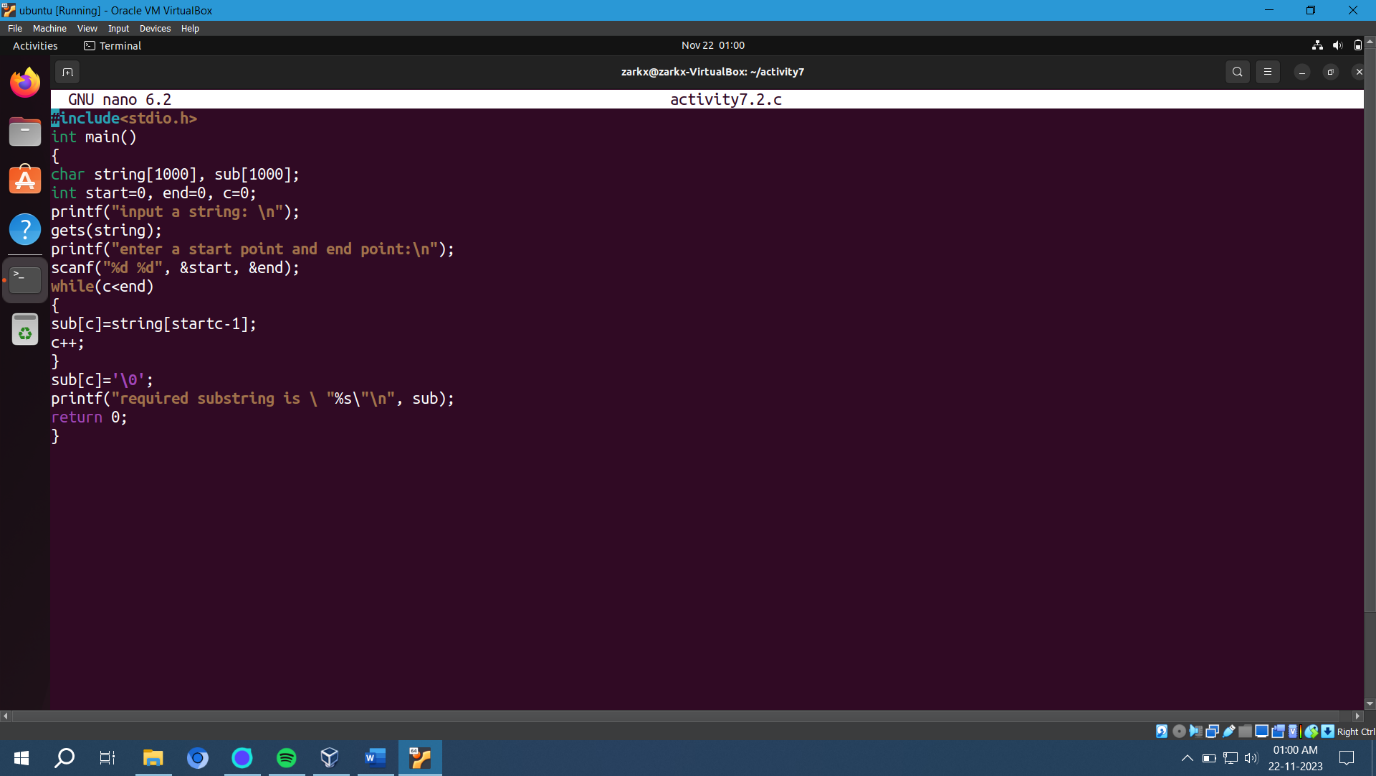 ubuntu [Running] - Oracle VM VirtualBox
File Machine View Input Devices Help
Activities Terminal Nov 22 01:00
zarkx@zarkx-VirtualBox: ~/activity7
GNU nano 6.2 activity7.2.c
#include<stdio.h>
int main()
{
char string[1000], sub[1000];
int start=0, end=0, c=0;
printf("input a string: \n");
gets(string);
printf("enter a start point and end point:\n");
scanf("%d %d", &start, &end);
while(c<end)
{
sub[c]=string[startc-1];
c++;
}
sub[c]='\0';
printf("required substring is \ "%s\"\n", sub);
return 0;
}
Right Ctrl
01:00 AM
22-11-2023